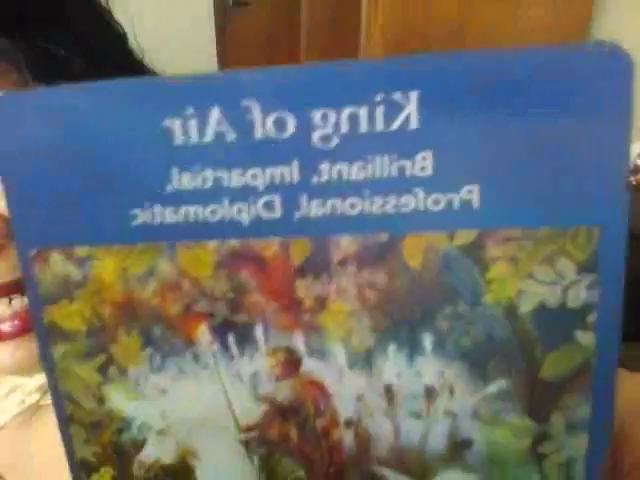 King of Air
Brilliant, Impartial,
Professional, Diplomatic